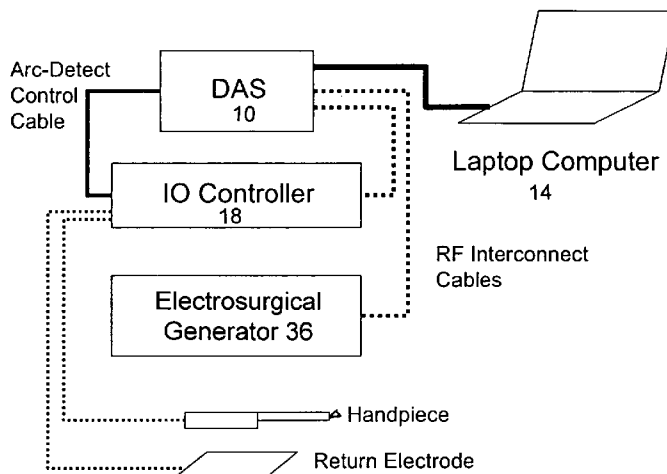 Arc-Detect
Control
Cable
DAS
10
IO Controller
18
Laptop Computer
14
RF Interconnect
Cables
Electrosurgical
Generator 36
Handpiece
Return Electrode